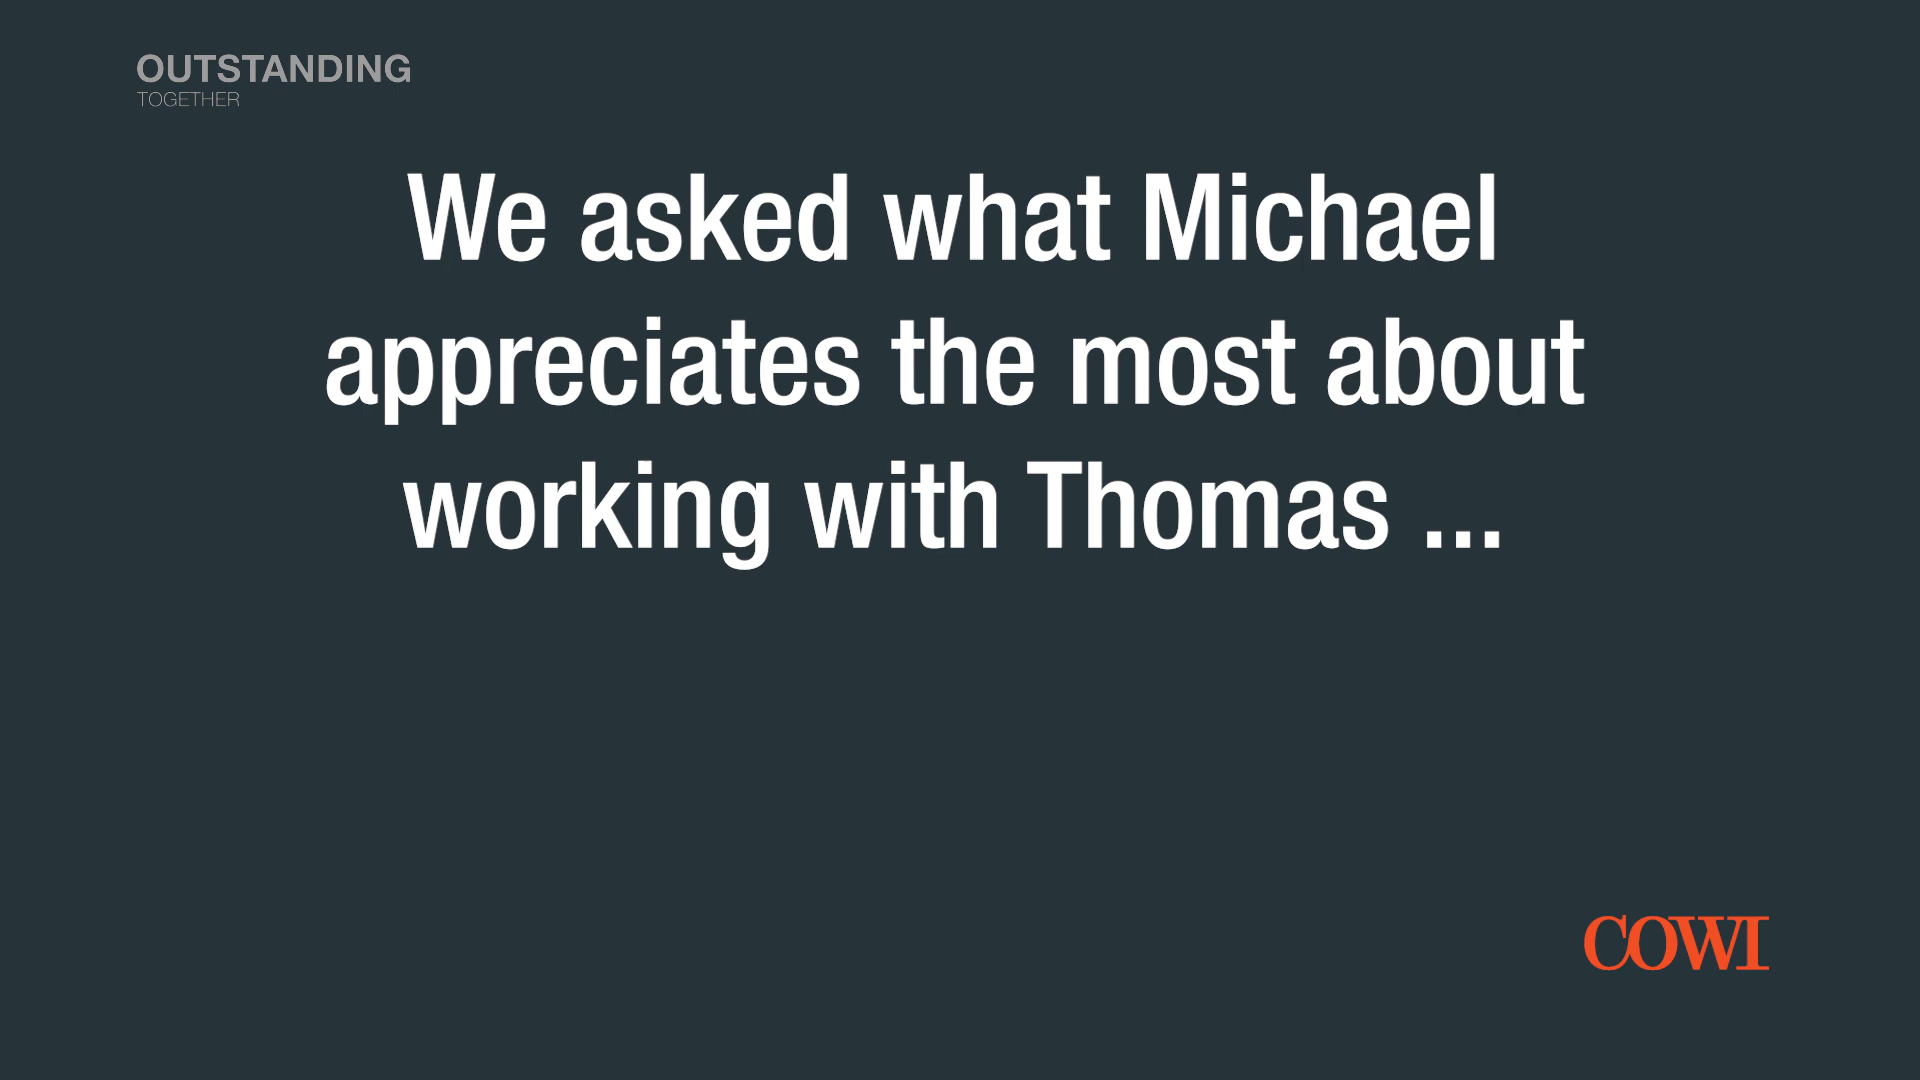 OUTSTANDING
TOGETHER
We asked what Michael
appreciates the most about
working with Thomas ...
COWI